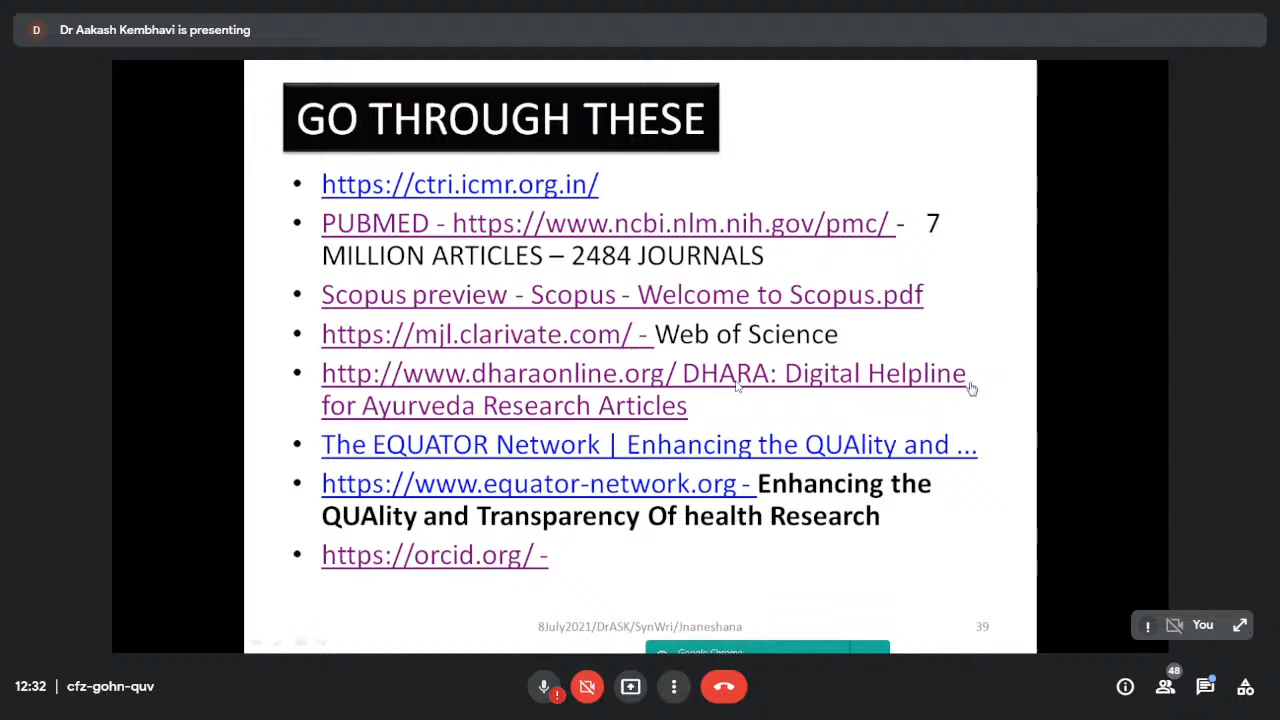 D Dr Aakash Kembhavi is presenting
GO THROUGH THESE
• https://ctri.icmr.org.in/
• PUBMED - https://www.ncbi.nlm.nih.gov/pmc/ - 7
MILLION ARTICLES – 2484 JOURNALS
• Scopus preview - Scopus - Welcome to Scopus.pdf
• https://mjl.clarivate.com/ - Web of Science
• http://www.dharaonline.org/ DHARA: Digital Helpline
for Ayurveda Research Articles
• The EQUATOR Network | Enhancing the QUAlity and ...
• https://www.equator-network.org - Enhancing the
QUAlity and Transparency Of health Research
• https://orcid.org/ -
8July2021/DrASK/SynWri/Jnaneshana 39
You
Google Chrome
12:32 | cfz-gohn-quv
48